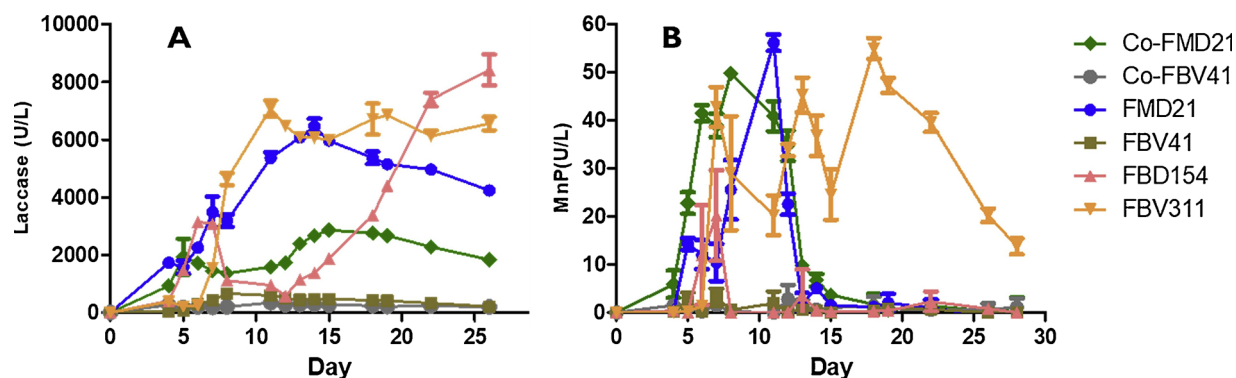 A
Laccase (U/L)
10000
8000
6000
4000
2000
0
0 5 10 15 20 25
Day
B
MnP(U/L)
60
50
40
30
20
10
0
0 5 10 15 20 25 30
Day
Co-FMD21
Co-FBV41
FMD21
FBV41
FBD154
FBV311